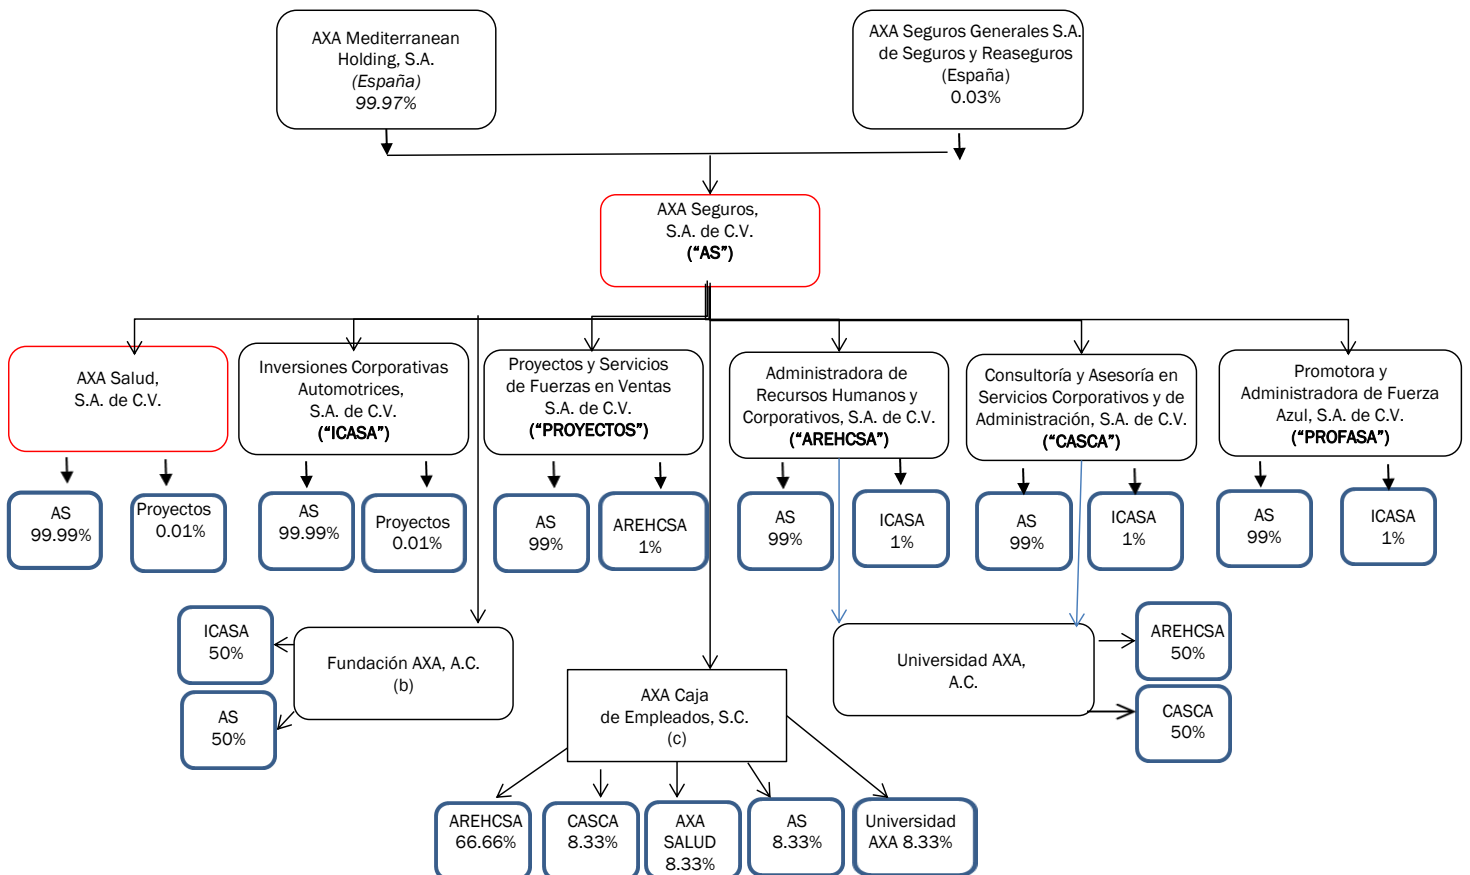 AXA Mediterranean
Holding, S.A.
(España)
99.97%
AXA Seguros Generales S.A.
de Seguros y Reaseguros
(España)
0.03%
AXA Seguros,
S.A. de C.V.
("AS")
AXA Salud,
S.A. de C.V.
Inversiones Corporativas
Automotrices,
S.A. de C.V.
("ICASA")
Proyectos y Servicios
de Fuerzas en Ventas
S.A. de C.V.
("PROYECTOS")
Administradora de
Recursos Humanos y
Corporativos, S.A. de C.V.
("AREHCSA")
Consultoría y Asesoría en
Servicios Corporativos y de
Administración, S.A. de C.V.
("CASCA")
Promotora y
Administradora de Fuerza
Azul, S.A. de C.V.
("PROFASA")
AS
99.99%
Proyectos
0.01%
AS
99.99%
Proyectos
0.01%
AS
99%
AREHCSA
1%
AS
99%
ICASA
1%
AS
99%
ICASA
1%
AS
99%
ICASA
1%
ICASA
50%
AS
50%
Fundación AXA, A.C.
(b)
AXA Caja
de Empleados, S.C.
(c)
Universidad AXA,
A.C.
AREHCSA
50%
CASCA
50%
AREHCSA
66.66%
CASCA
8.33%
AXA
SALUD
8.33%
AS
8.33%
Universidad
AXA 8.33%